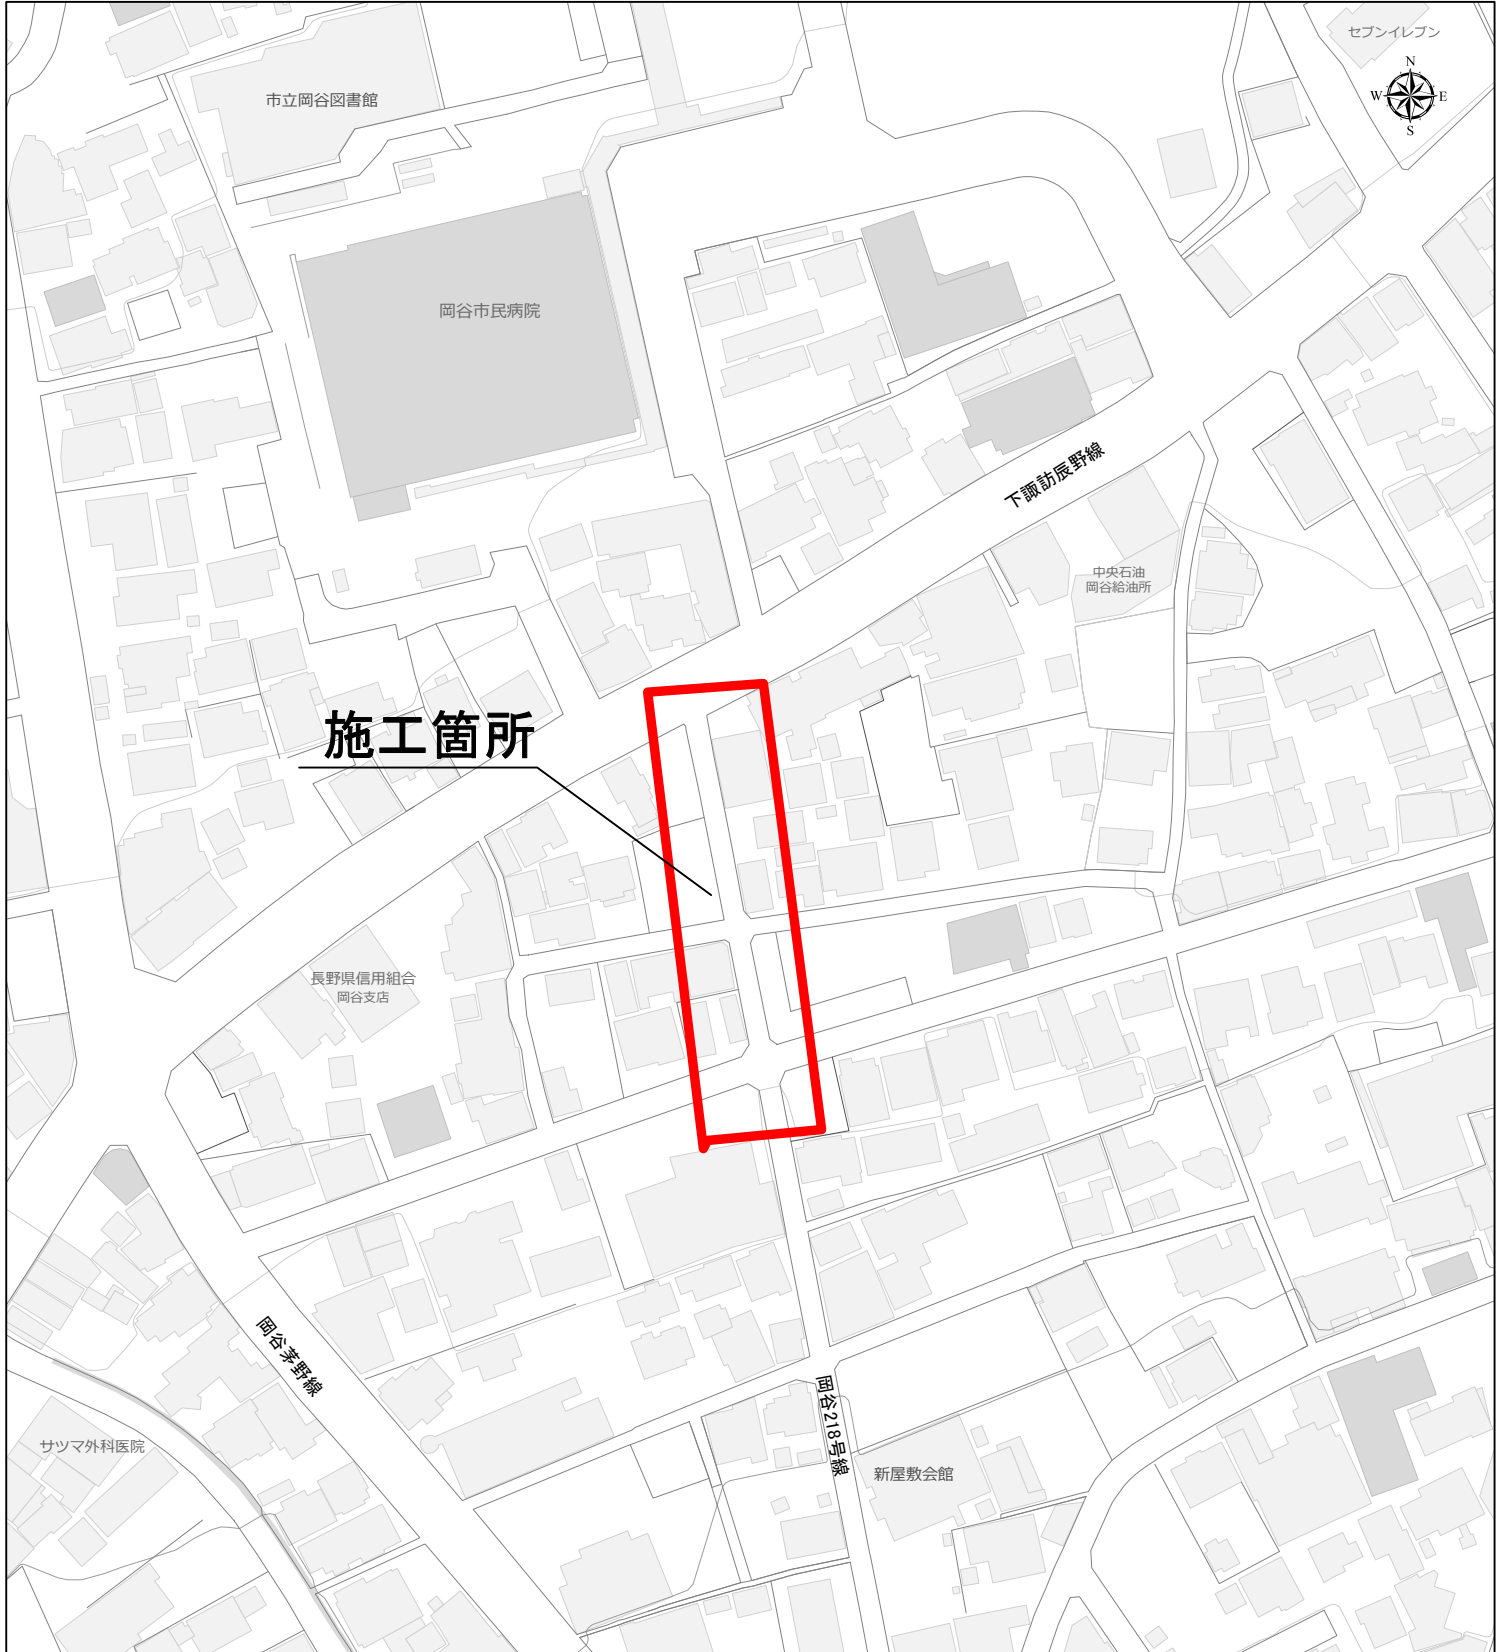 セブンイレブン
N
W E
S
市立岡谷図書館
岡谷市民病院
下諏訪辰野線
中央石油
岡谷給油所
施工箇所
長野県信用組合
岡谷支店
岡谷茅野線
岡谷218号線
サツマ外科医院
新屋敷会館